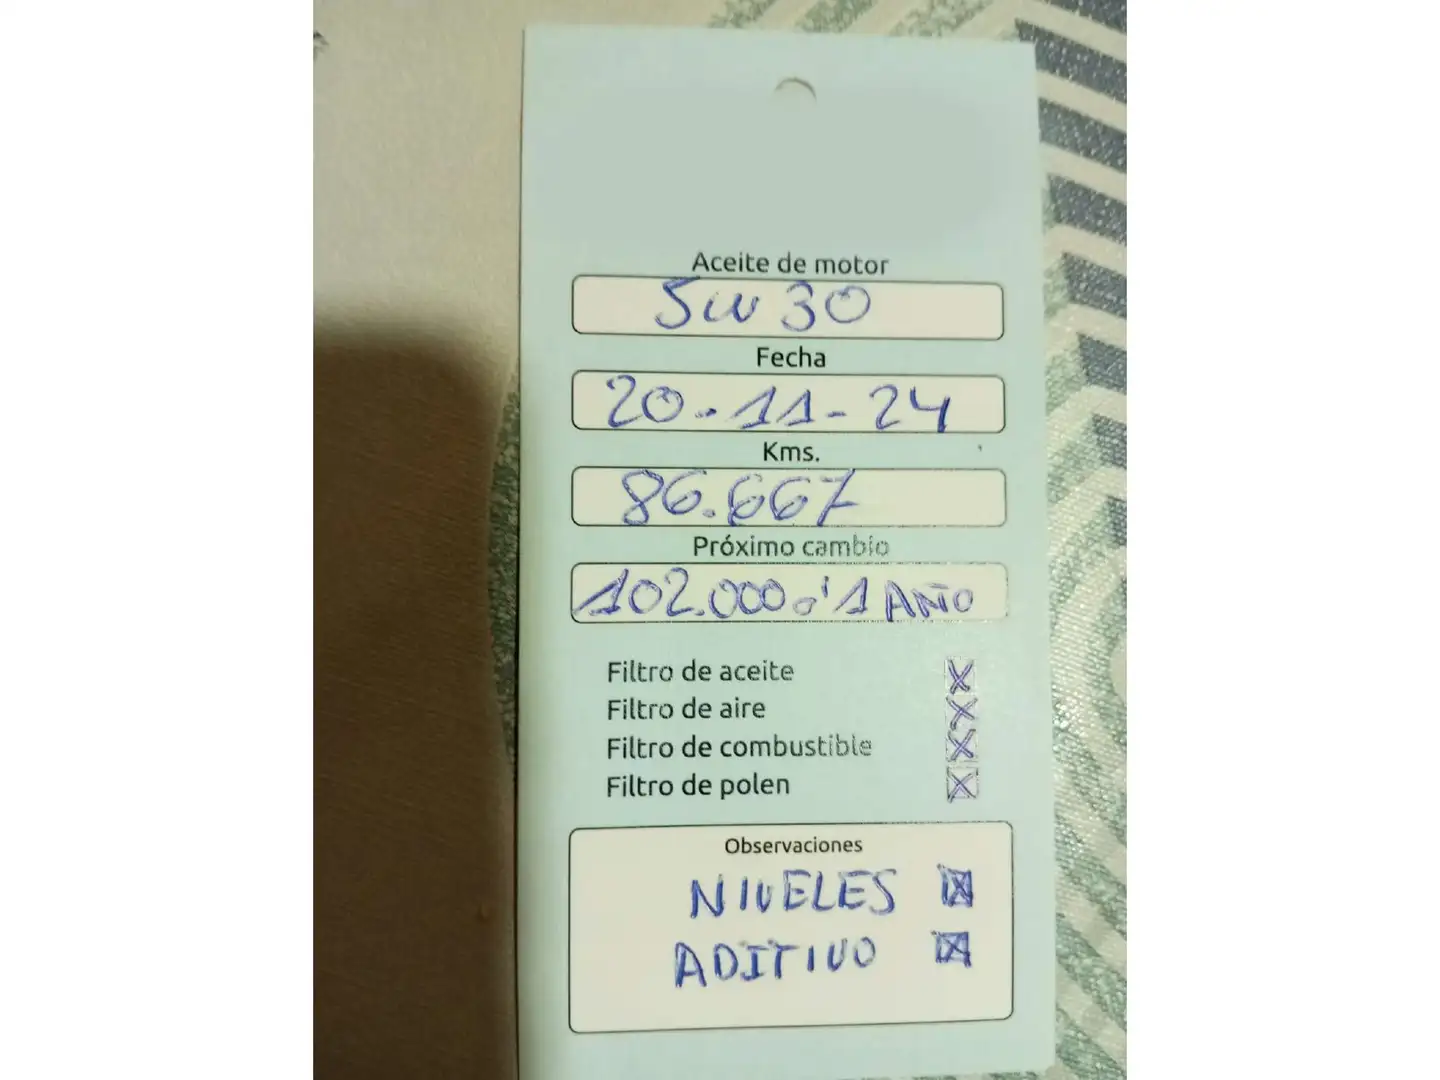 Aceite de motor
5w30
Fecha
20-11-24
Kms.
86.667
Próximo cambio
102.000 ó 1 AÑO
Filtro de aceite X
Filtro de aire X
Filtro de combustible X
Filtro de polen X
Observaciones
NIVELES X
ADITIVO X